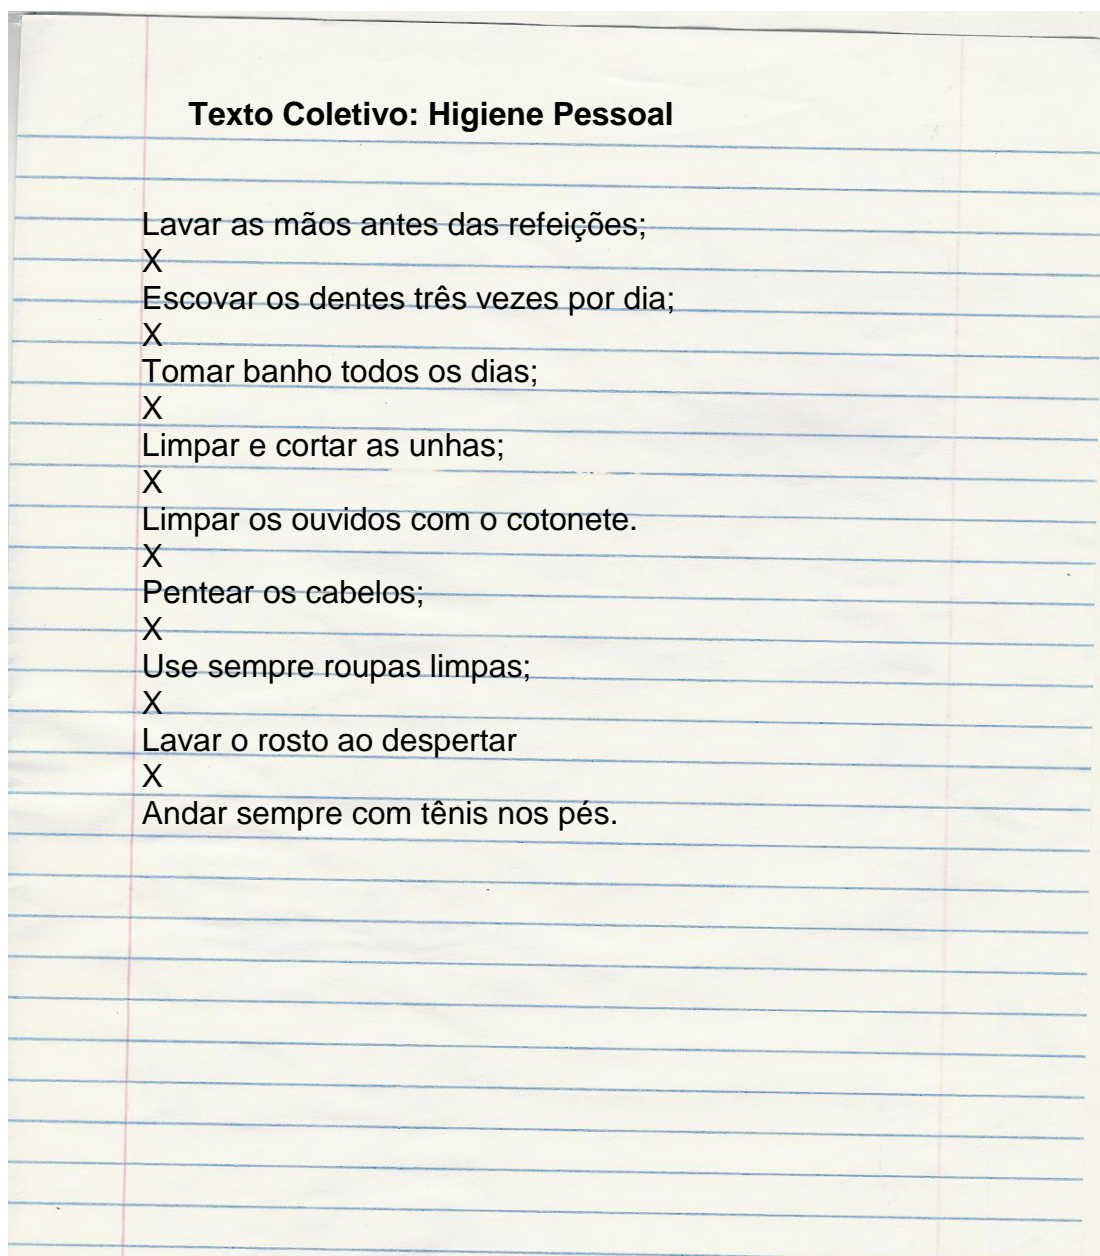 Texto Coletivo: Higiene Pessoal
Lavar as mãos antes das refeições;
X
Escovar os dentes três vezes por dia;
X
Tomar banho todos os dias;
X
Limpar e cortar as unhas;
X
Limpar os ouvidos com o cotonete.
X
Pentear os cabelos;
X
Use sempre roupas limpas;
X
Lavar o rosto ao despertar
X
Andar sempre com tênis nos pés.